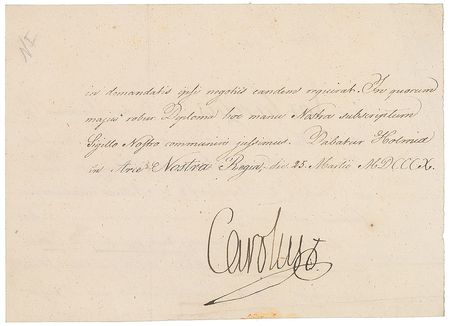 in demandatis ipsi negotiis eandem requirat. In quorum
majus robur Diploma hoc manu Nostra subscriptum
Sigillo Nostro communiri jussimus. Dabatur Holmiæ
in Arce Nostra Regia, die 25 Martii MDCCCX.
Carolus